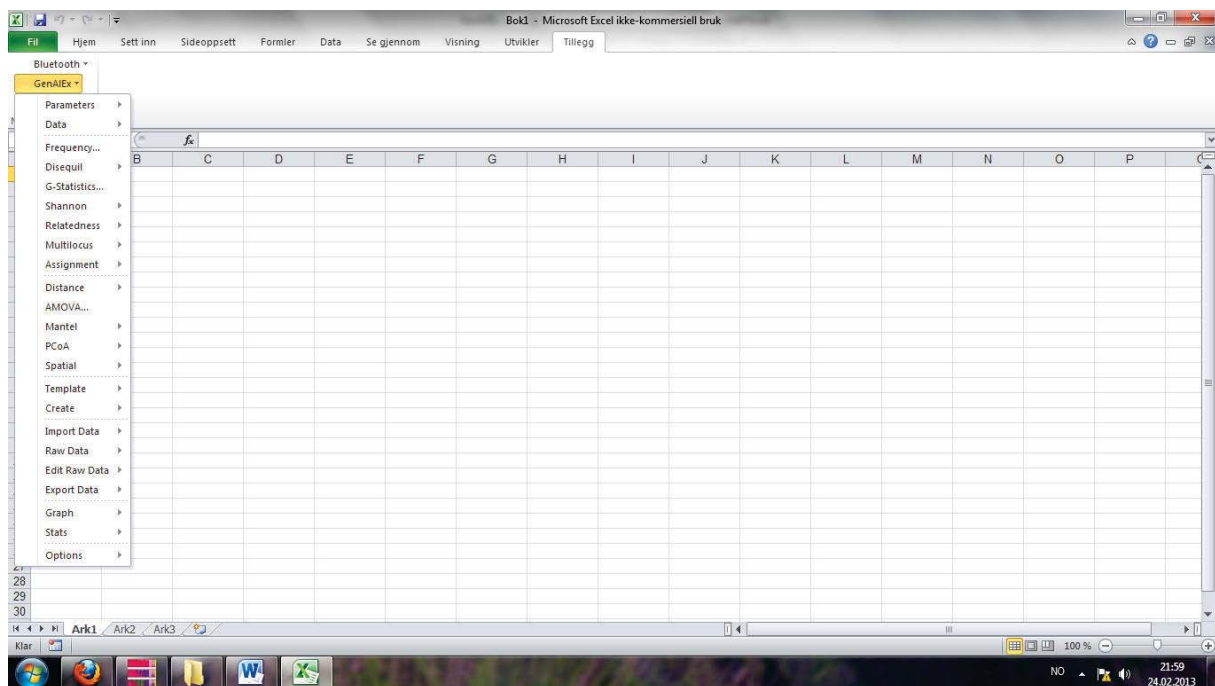 Bok1 - Microsoft Excel ikke-kommersiell bruk
Fil Hjem Sett inn Sideoppsett Formler Data Se gjennom Visning Utvikler Tillegg
Bluetooth
GenAlEx
Parameters
Data
Frequency...
Disequil
G-Statistics...
Shannon
Relatedness
Multilocus
Assignment
Distance
AMOVA...
Mantel
PCoA
Spatial
Template
Create
Import Data
Raw Data
Edit Raw Data
Export Data
Graph
Stats
Options
fx
B C D E F G H I J K L M N O P
28
29
30
Ark1 Ark2 Ark3
Klar 100 %
NO 21:59
24.02.2013